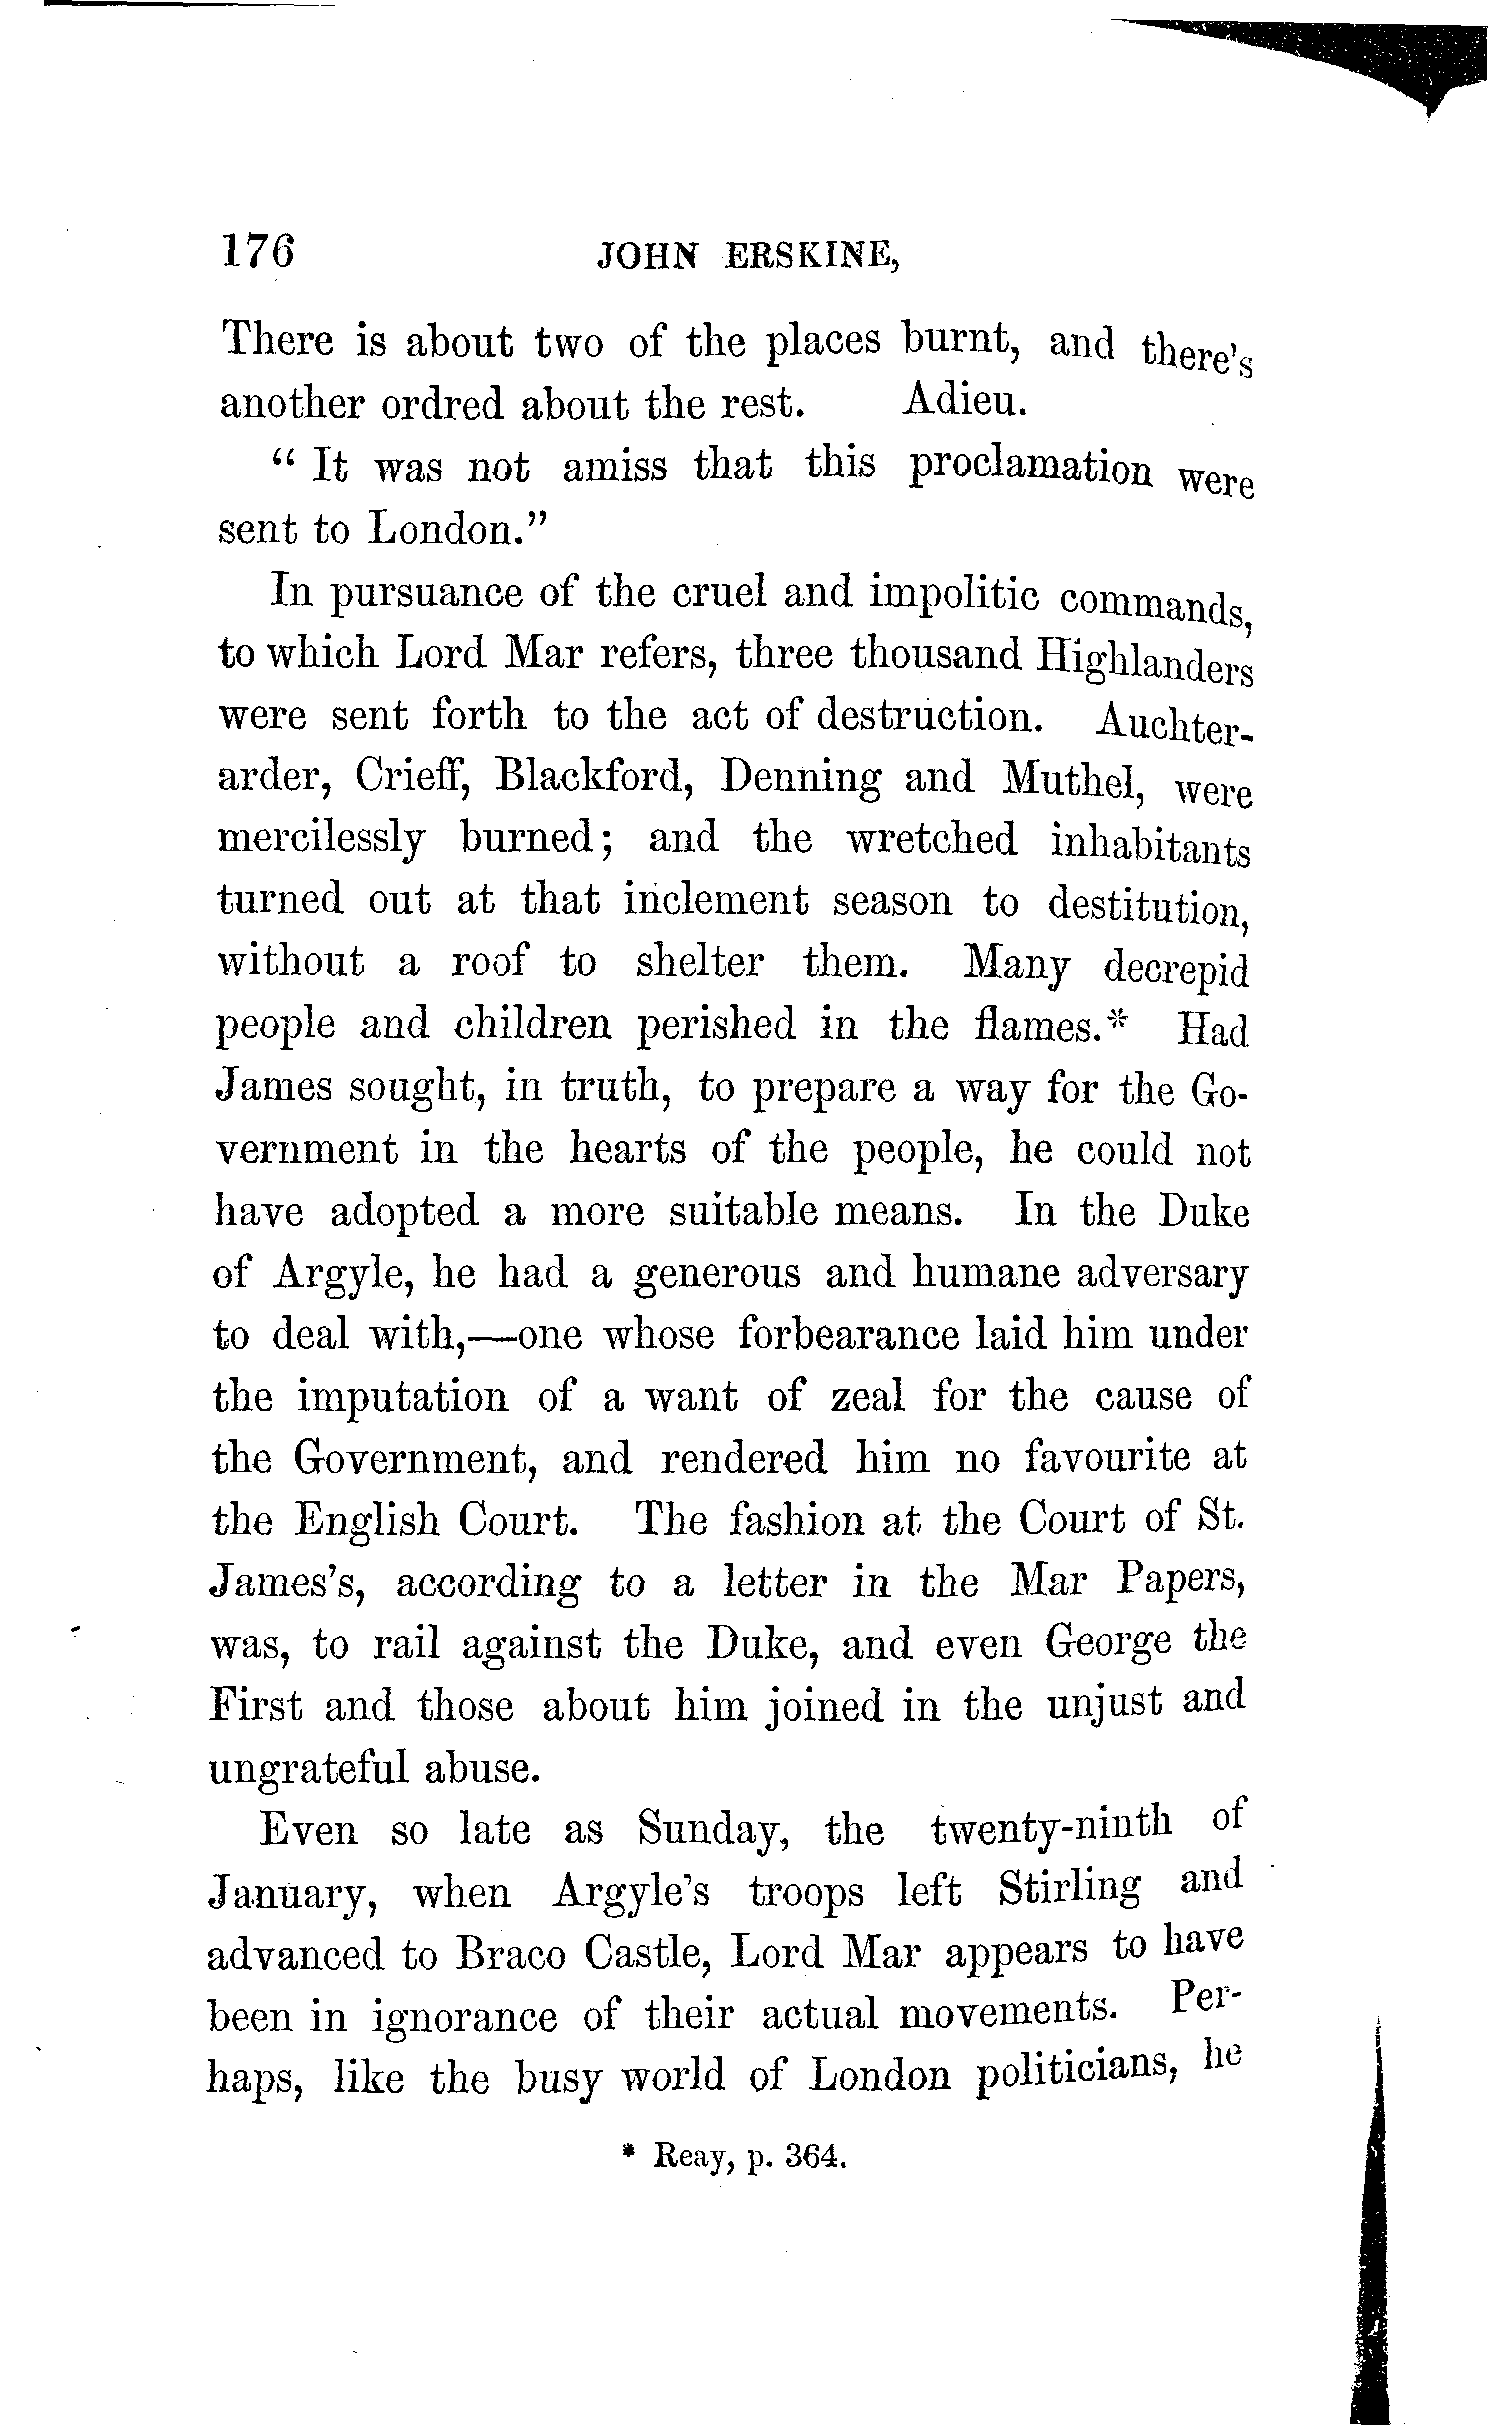 176 JOHN ERSKINE,
There is about two of the places burnt, and there's
another ordred about the rest. Adieu.
“ It was not amiss that this proclamation were
sent to London.”
In pursuance of the cruel and impolitic commands,
to which Lord Mar refers, three thousand Highlanders
were sent forth to the act of destruction. Auchter-
arder, Crieff, Blackford, Denning and Muthel, were
mercilessly burned; and the wretched inhabitants
turned out at that inclement season to destitution,
without a roof to shelter them. Many decrepid
people and children perished in the flames.* Had
James sought, in truth, to prepare a way for the Go-
vernment in the hearts of the people, he could not
have adopted a more suitable means. In the Duke
of Argyle, he had a generous and humane adversary
to deal with,—one whose forbearance laid him under
the imputation of a want of zeal for the cause of
the Government, and rendered him no favourite at
the English Court. The fashion at the Court of St.
James's, according to a letter in the Mar Papers,
was, to rail against the Duke, and even George the
First and those about him joined in the unjust and
ungrateful abuse.
Even so late as Sunday, the twenty-ninth of
January, when Argyle's troops left Stirling and
advanced to Braco Castle, Lord Mar appears to have
been in ignorance of their actual movements. Per-
haps, like the busy world of London politicians, he
* Reay, p. 364.